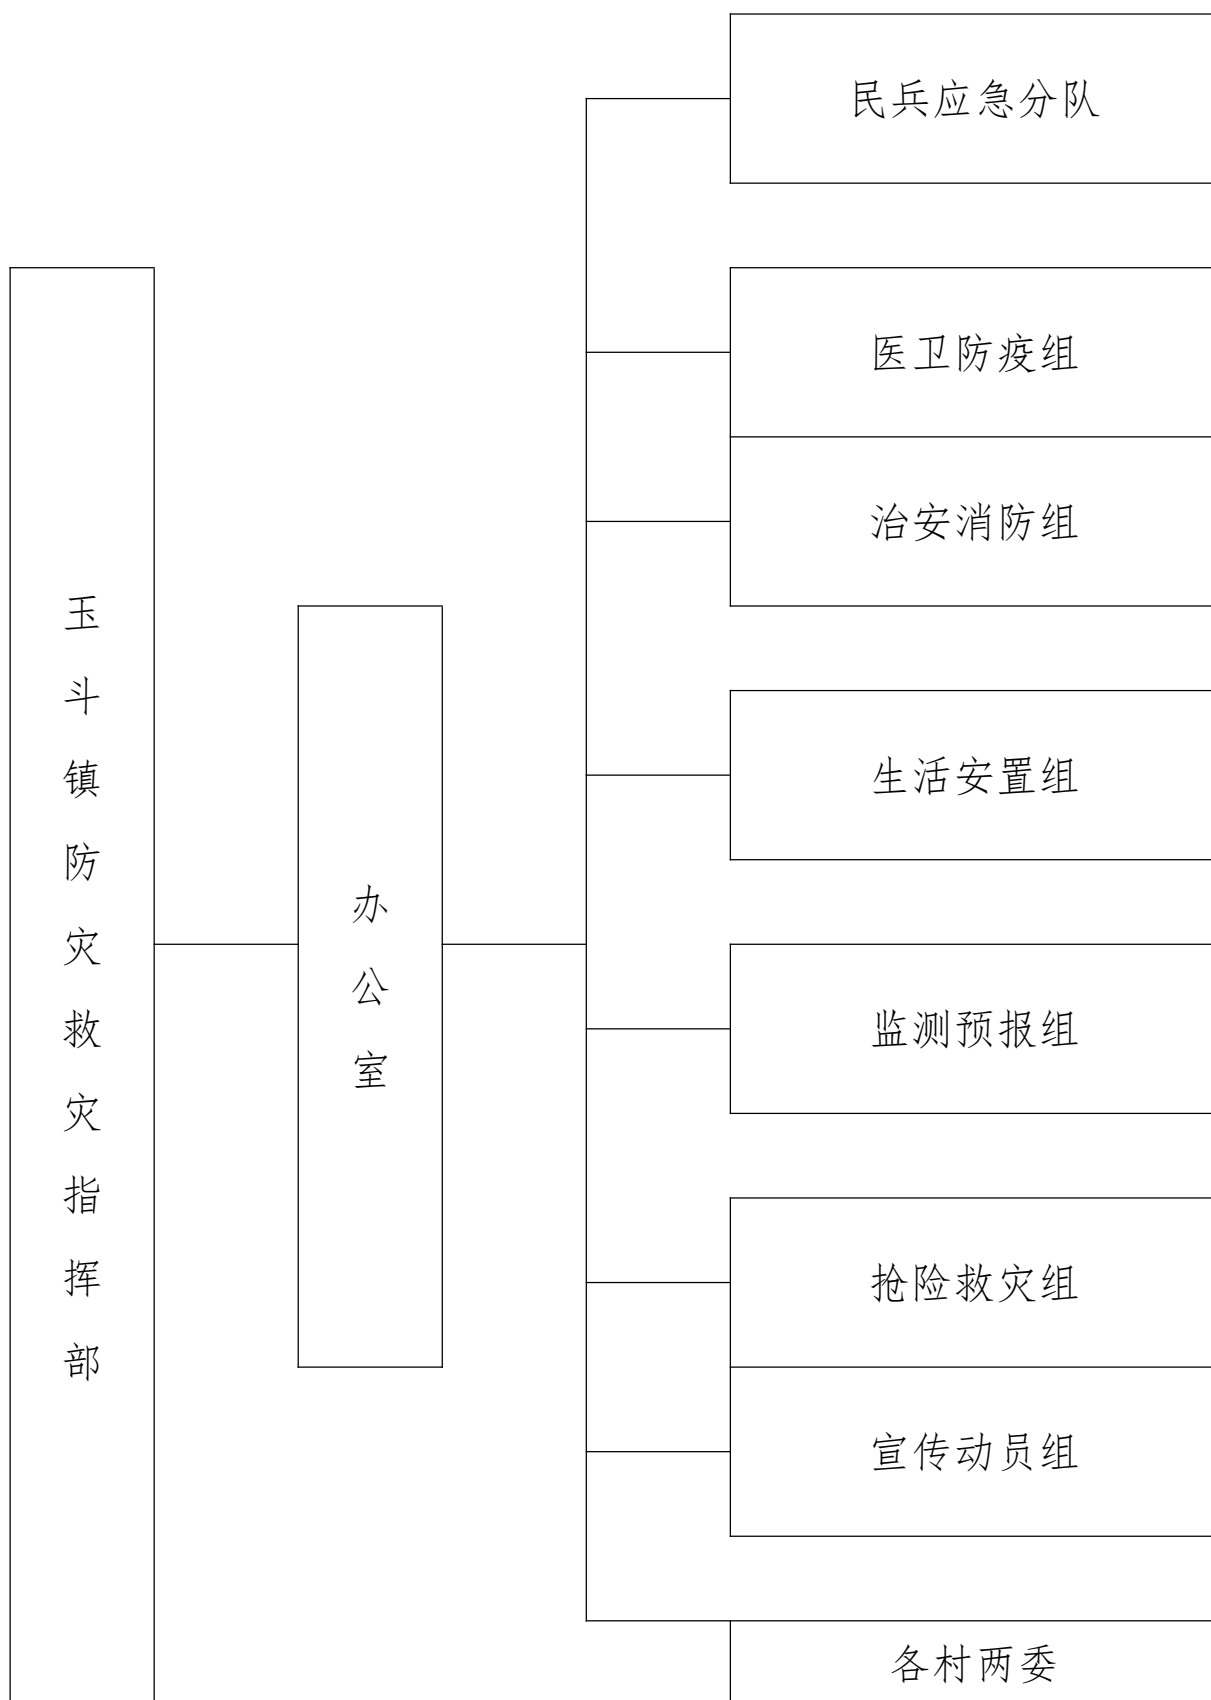 玉斗镇防灾救灾指挥部
办公室
民兵应急分队
医卫防疫组
治安消防组
生活安置组
监测预报组
抢险救灾组
宣传动员组
各村两委